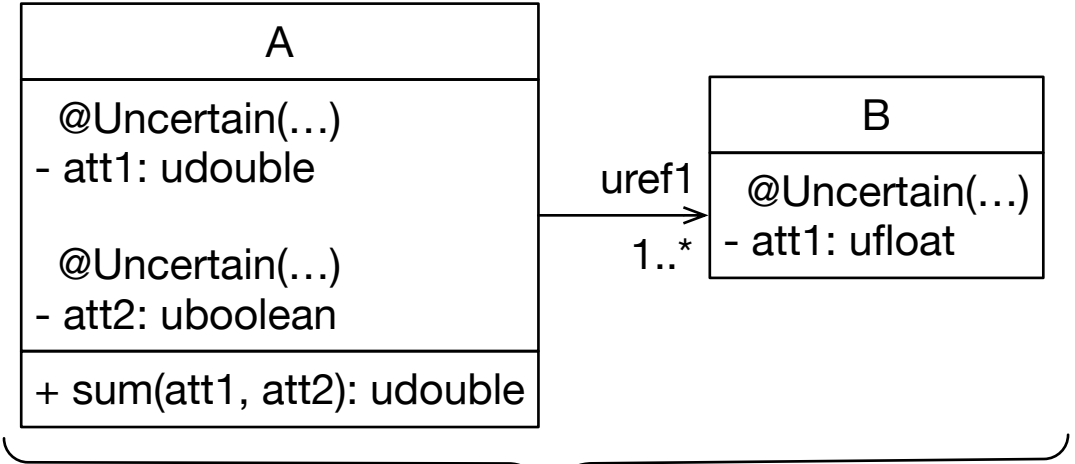 A
@Uncertain(…)
- att1: udouble
@Uncertain(…)
- att2: uboolean
+ sum(att1, att2): udouble
uref1
1..*
B
@Uncertain(…)
- att1: ufloat